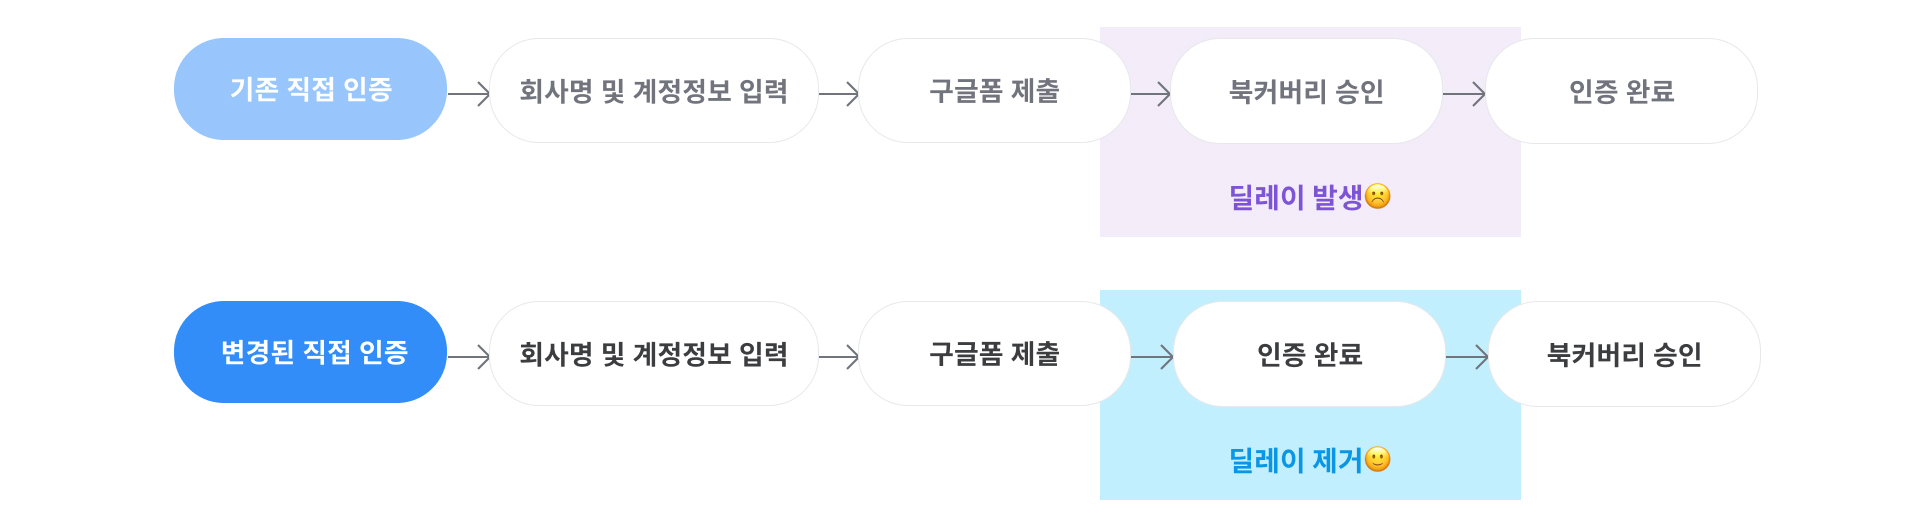 기존 직접 인증
회사명 및 계정정보 입력
구글폼 제출
북커버리 승인
인증 완료
딜레이 발생☹️
변경된 직접 인증
회사명 및 계정정보 입력
구글폼 제출
인증 완료
북커버리 승인
딜레이 제거🙂